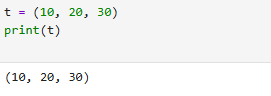 t = (10, 20, 30)
print(t)
(10, 20, 30)